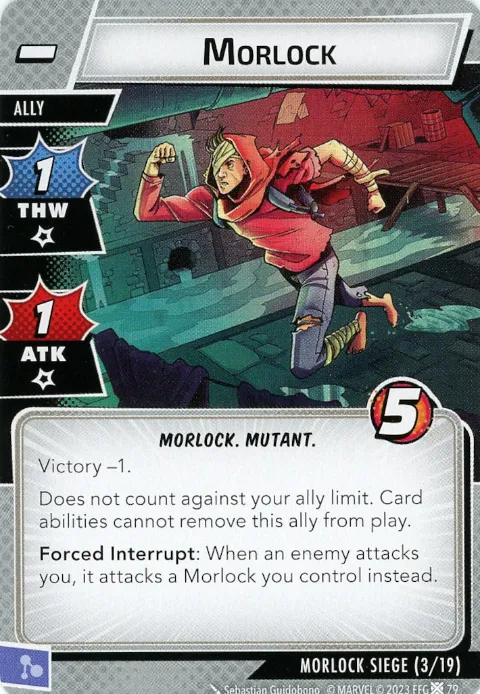 MORLOCK
ALLY
1
THW
1
ATK
5
MORLOCK. MUTANT.
Victory –1.
Does not count against your ally limit. Card
abilities cannot remove this ally from play.
Forced Interrupt: When an enemy attacks
you, it attacks a Morlock you control instead.
MORLOCK SIEGE (3/19)
Sebastian Guidobono © MARVEL © 2023 FFG 79